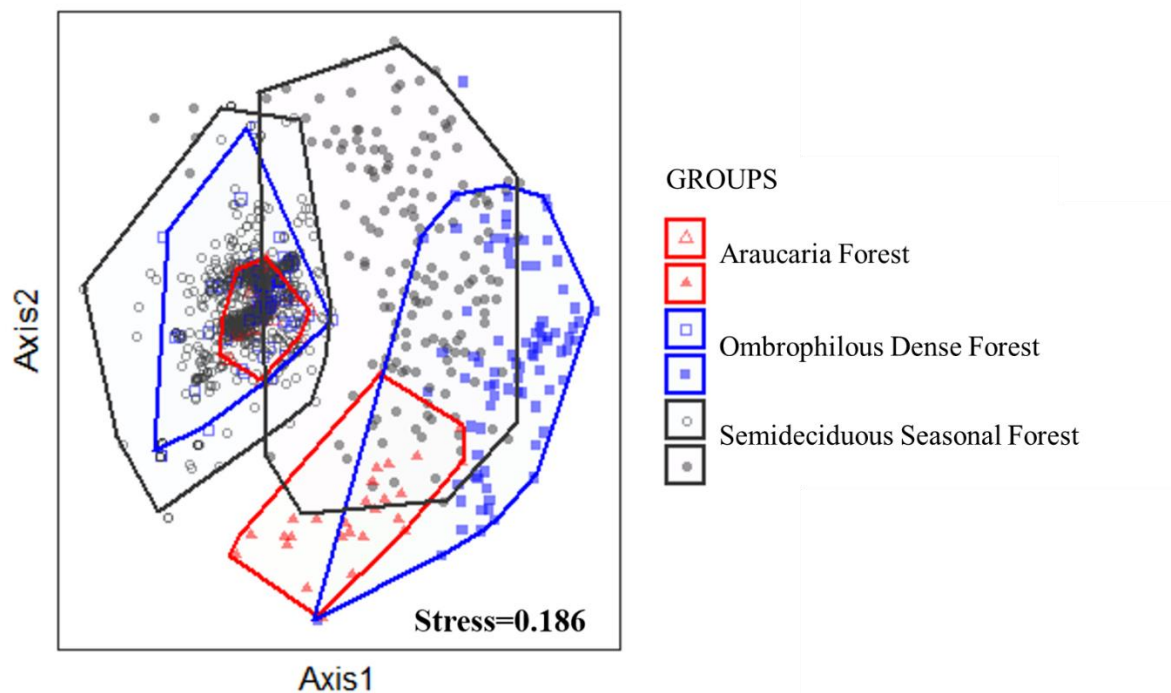 Axis2
Stress=0.186
Axis1
GROUPS
Araucaria Forest
Ombrophilous Dense Forest
Semideciduous Seasonal Forest